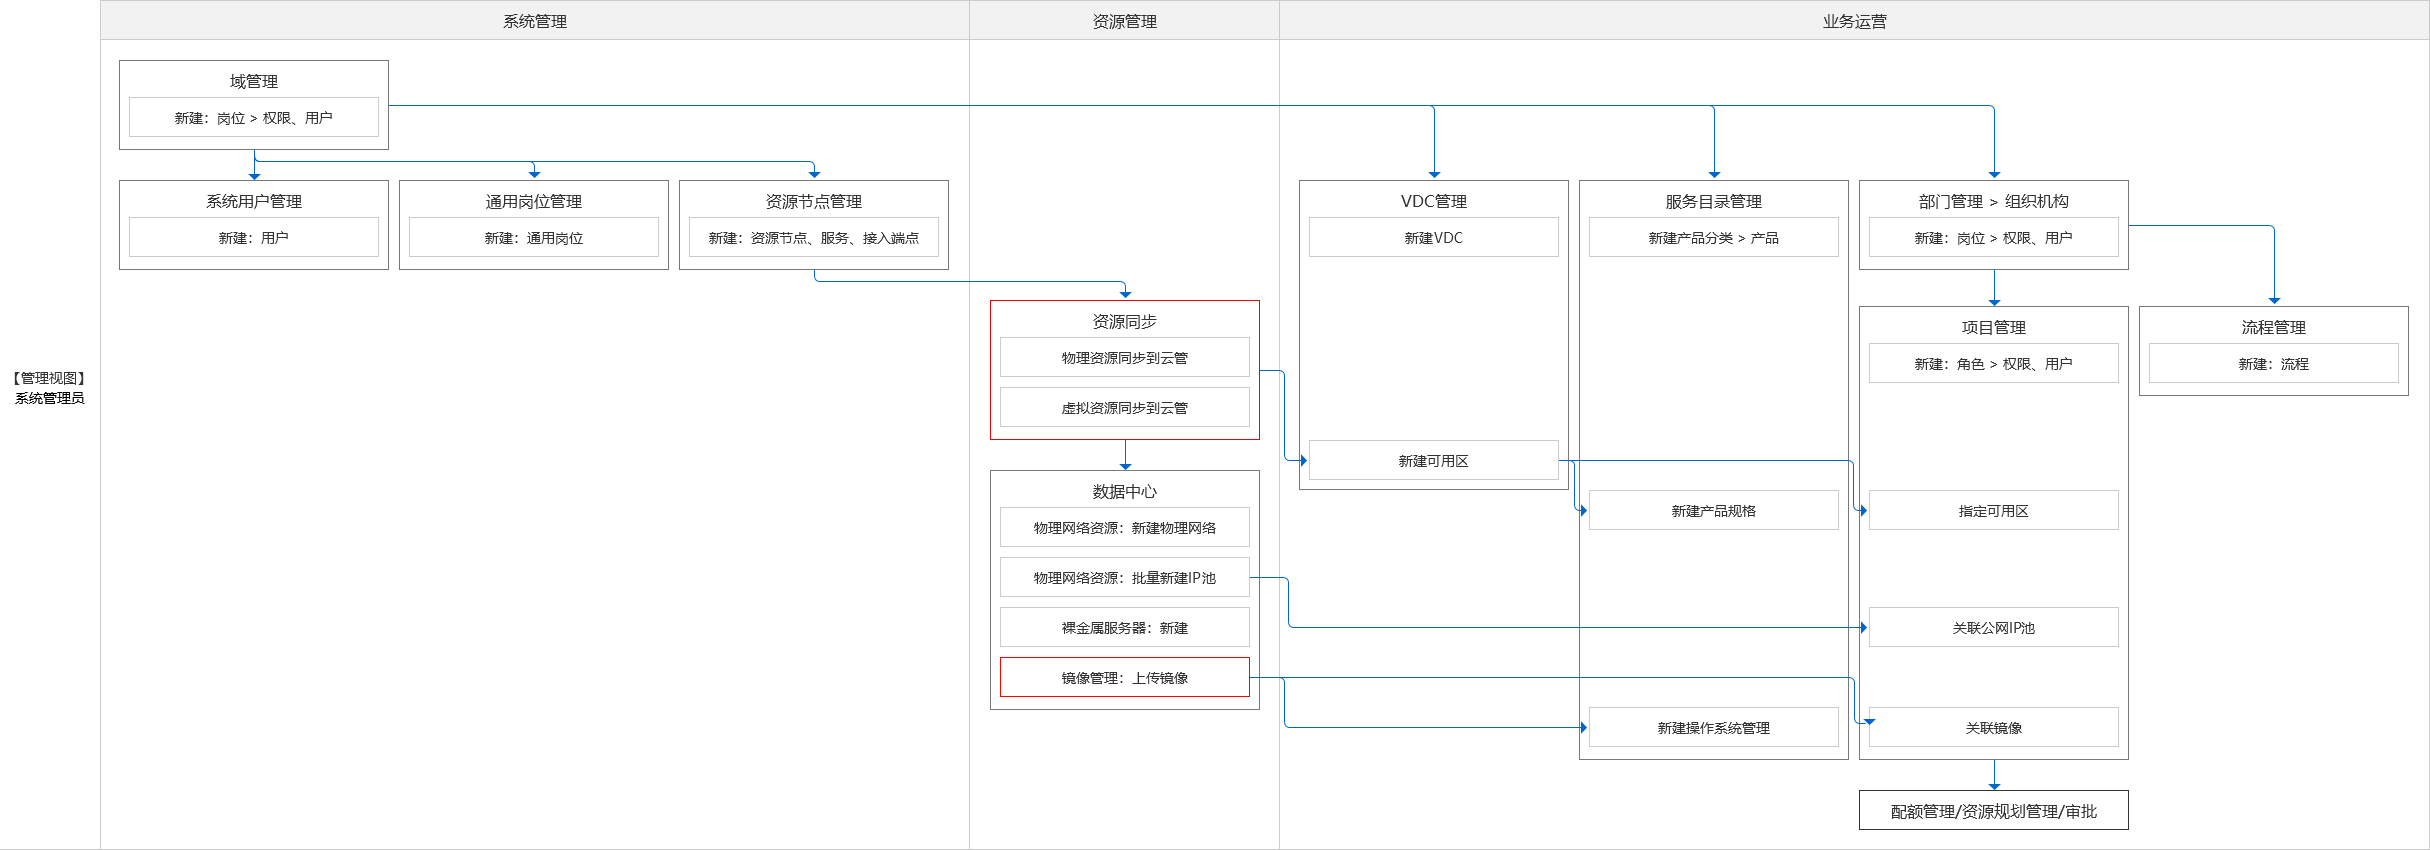 系统管理
资源管理
业务运营
域管理
新建：岗位 > 权限、用户
系统用户管理
新建：用户
通用岗位管理
新建：通用岗位
资源节点管理
新建：资源节点、服务、接入端点
VDC管理
新建VDC
服务目录管理
新建产品分类 > 产品
部门管理 > 组织机构
新建：岗位 > 权限、用户
资源同步
物理资源同步到云管
虚拟资源同步到云管
项目管理
新建：角色 > 权限、用户
流程管理
新建：流程
【管理视图】
系统管理员
新建可用区
数据中心
物理网络资源：新建物理网络
物理网络资源：批量新建IP池
裸金属服务器：新建
镜像管理：上传镜像
新建产品规格
指定可用区
关联公网IP池
新建操作系统管理
关联镜像
配额管理/资源规划管理/审批